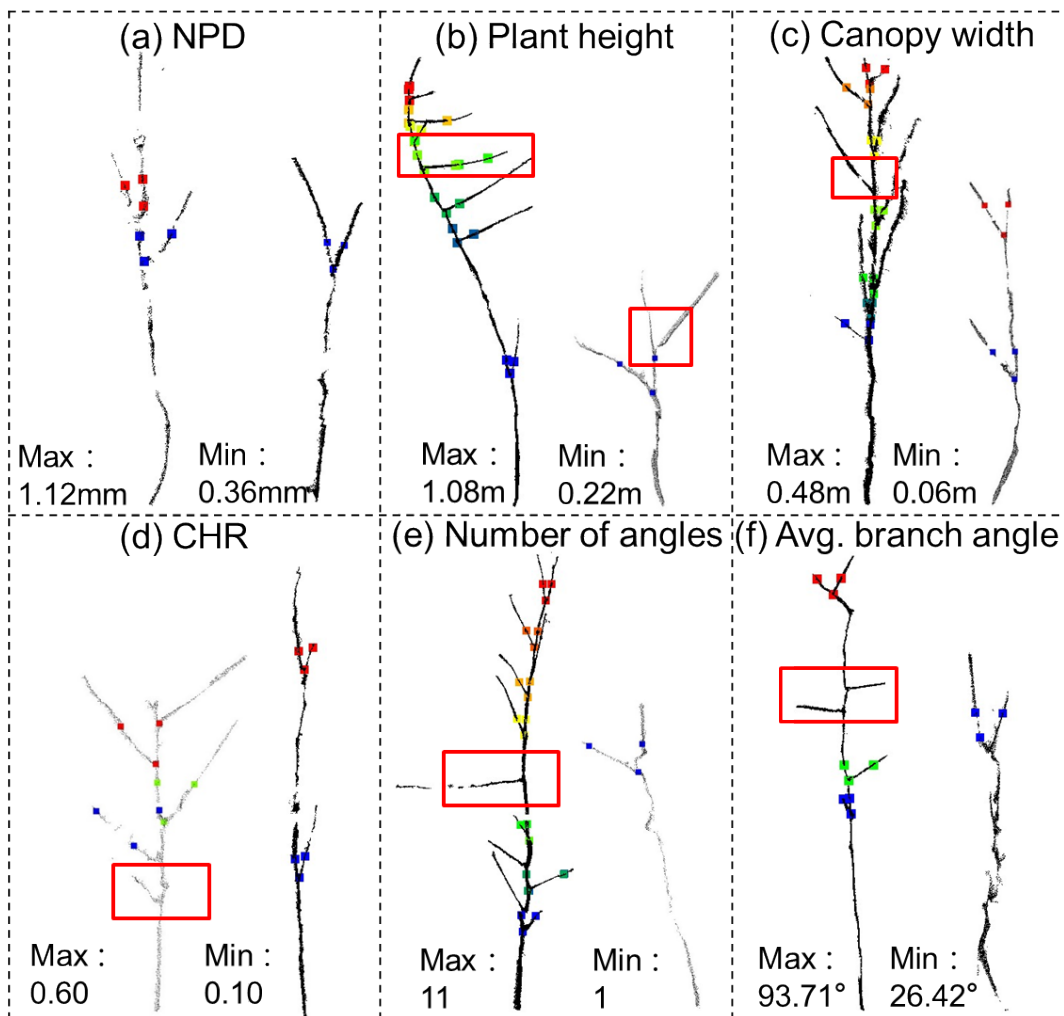 (a) NPD
Max :
1.12mm
Min :
0.36mm
(b) Plant height
Max :
1.08m
Min :
0.22m
(c) Canopy width
Max :
0.48m
Min :
0.06m
(d) CHR
Max :
0.60
Min :
0.10
(e) Number of angles
Max :
11
Min :
1
(f) Avg. branch angle
Max :
93.71°
Min :
26.42°